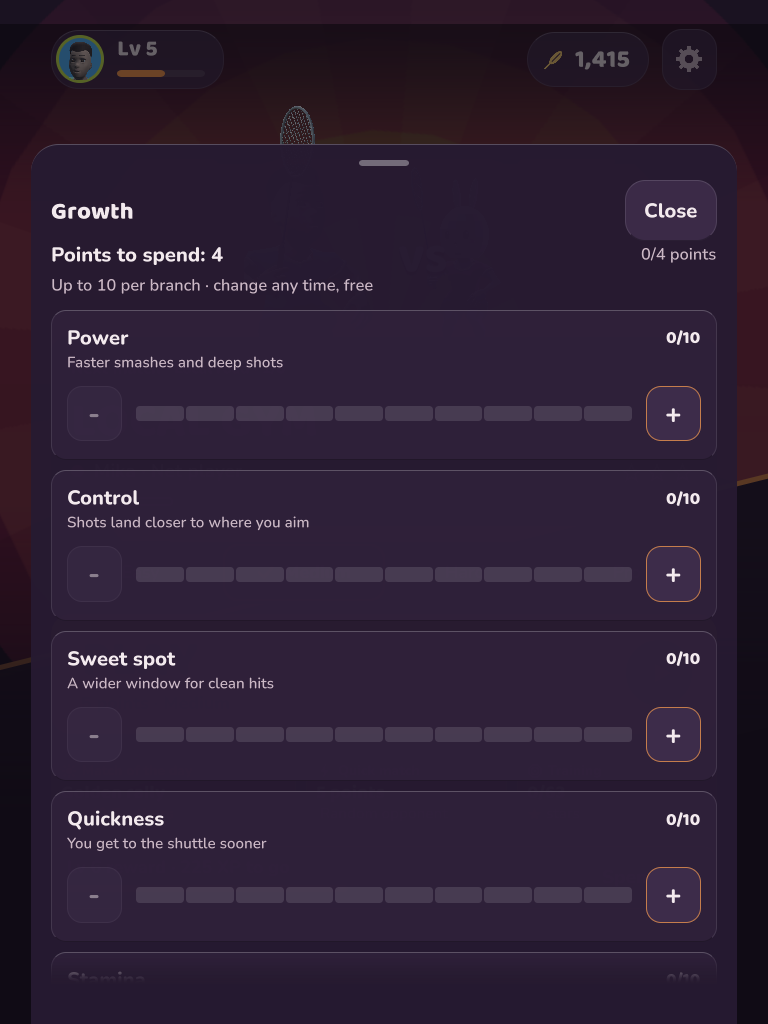 Lv 5
1,415
Growth
Close
Points to spend: 4
0/4 points
Up to 10 per branch · change any time, free
Power
0/10
Faster smashes and deep shots
-
+
Control
0/10
Shots land closer to where you aim
-
+
Sweet spot
0/10
A wider window for clean hits
-
+
Quickness
0/10
You get to the shuttle sooner
-
+
Stamina
0/10